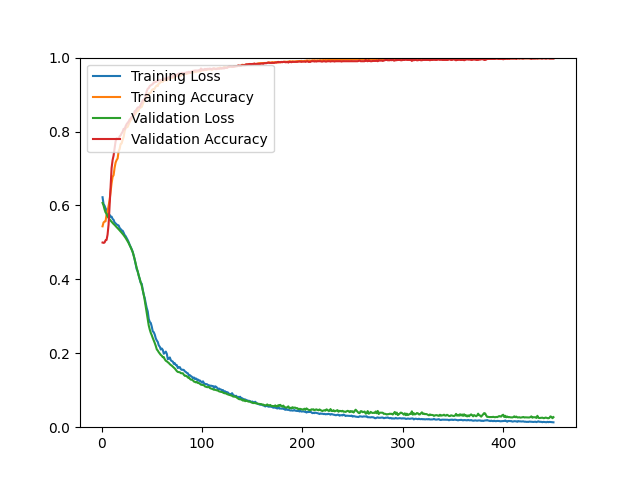 1.0
0.8
0.6
0.4
0.2
0.0
Training Loss
Training Accuracy
Validation Loss
Validation Accuracy
0 100 200 300 400